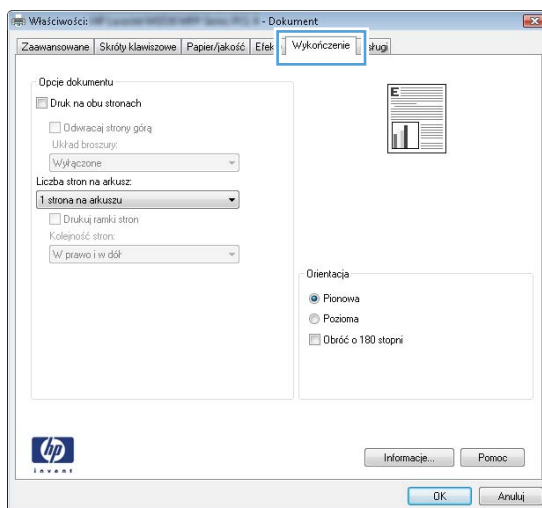 Właściwości: - Dokument
Zaawansowane Skróty klawiszowe Papier/jakość Efek Wykończenie sługi
Opcje dokumentu
Druk na obu stronach
Odwracaj strony górą
Układ broszury:
Wyłączone
Liczba stron na arkusz:
1 strona na arkuszu
Drukuj ramki stron
Kolejność stron:
W prawo i w dół
E
Orientacja
Pionowa
Pozioma
Obróć o 180 stopni
hp
invent
Informacje... Pomoc
OK Anuluj